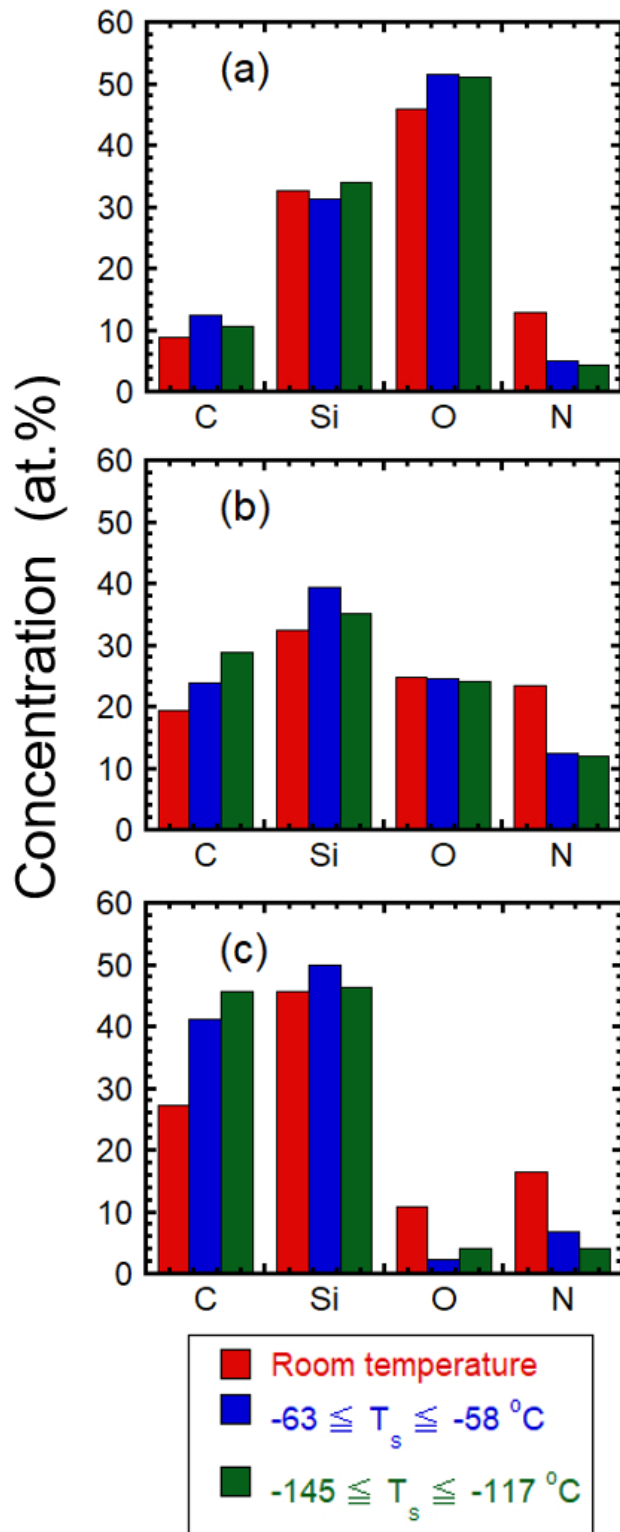 Concentration (at.%)
60
50
40
30
20
10
0
(a)
C Si O N
60
50
40
30
20
10
0
(b)
C Si O N
60
50
40
30
20
10
0
(c)
C Si O N
Room temperature
-63 ≦ Ts ≦ -58 °C
-145 ≦ Ts ≦ -117 °C